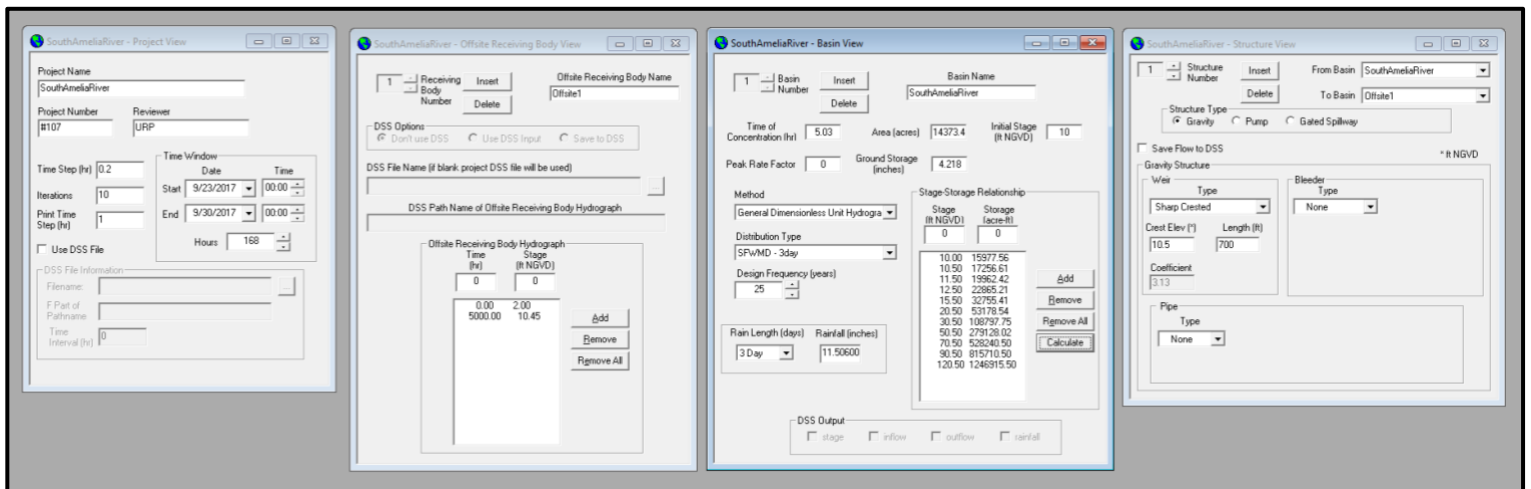 SouthAmeliaRiver - Project View
Project Name
SouthAmeliaRiver
Project Number Reviewer
#107 URP
Time Step (hr) 0.2
Iterations 10
Print Time
Step (hr) 1
Use DSS File
Time Window
Date Time
Start 9/23/2017 00:00
End 9/30/2017 00:00
Hours 168
DSS File Information
Filename:
...
F Part of
Pathname
Time
Interval (hr) 0
SouthAmeliaRiver - Offsite Receiving Body View
1 Receiving
Body
Number
Insert
Delete
Offsite Receiving Body Name
Offsite1
DSS Options
Don't use DSS Use DSS Input Save to DSS
DSS File Name (if blank project DSS file will be used)
...
DSS Path Name of Offsite Receiving Body Hydrograph
Offsite Receiving Body Hydrograph
Time Stage
(hr) (ft NGVD)
0 0
0.00 2.00
5000.00 10.45
Add
Remove
Remove All
SouthAmeliaRiver - Basin View
1 Basin
Number
Insert
Delete
Basin Name
SouthAmeliaRiver
Time of
Concentration (hr) 5.03
Area (acres) 14373.4
Initial Stage
(ft NGVD) 10
Peak Rate Factor 0
Ground Storage
(inches) 4.218
Method
General Dimensionless Unit Hydrogra
Distribution Type
SFWMD - 3day
Design Frequency (years)
25
Rain Length (days) Rainfall (inches)
3 Day 11.50600
Stage-Storage Relationship
Stage Storage
(ft NGVD) (acre-ft)
0 0
10.00 15977.56
10.50 17256.61
11.50 19962.42
12.50 22865.21
15.50 32755.41
20.50 53178.54
30.50 108797.75
50.50 279128.02
70.50 528240.50
90.50 815710.50
120.50 1246915.50
Add
Remove
Remove All
Calculate
DSS Output
stage inflow outflow rainfall
SouthAmeliaRiver - Structure View
1 Structure
Number
Insert
Delete
From Basin SouthAmeliaRiver
To Basin Offsite1
Structure Type
Gravity Pump Gated Spillway
Save Flow to DSS
* ft NGVD
Gravity Structure
Weir
Type
Sharp Crested
Crest Elev (*) Length (ft)
10.5 700
Coefficient
3.13
Bleeder
Type
None
Pipe
Type
None